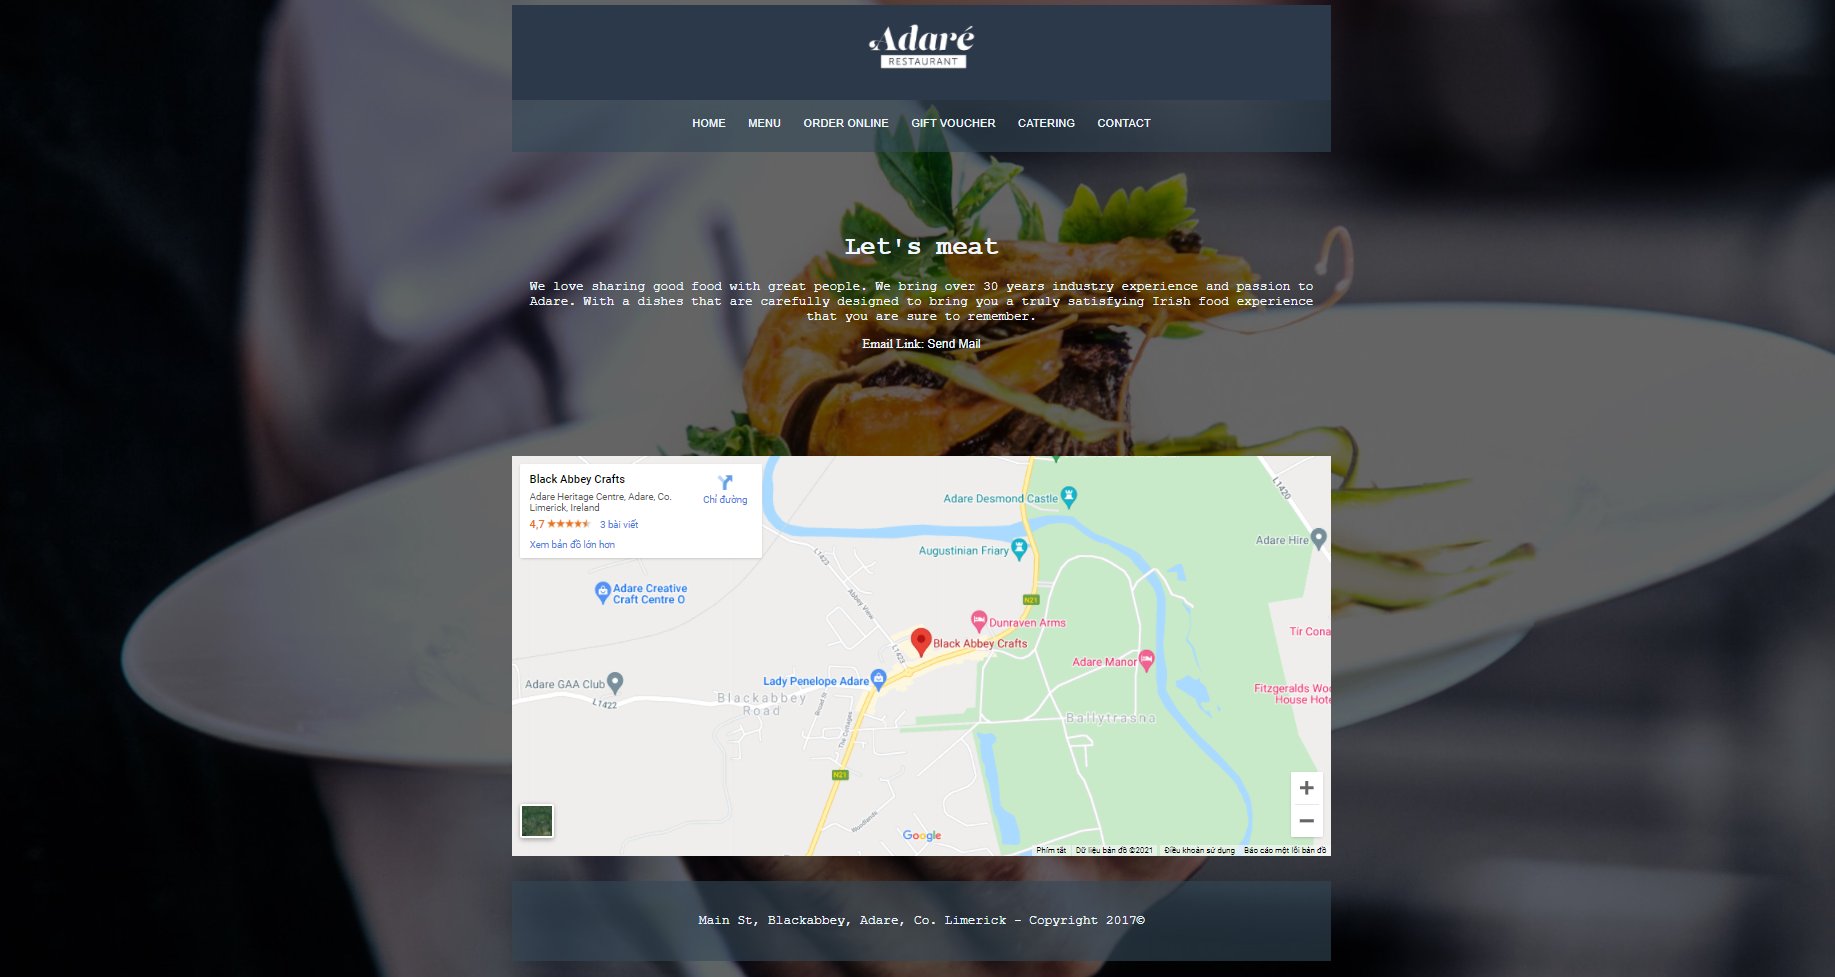 Adaré
RESTAURANT
HOME MENU ORDER ONLINE GIFT VOUCHER CATERING CONTACT
Let's meat
We love sharing good food with great people. We bring over 30 years industry experience and passion to
Adare. With a dishes that are carefully designed to bring you a truly satisfying Irish food experience
that you are sure to remember.
Email Link: Send Mail
Black Abbey Crafts
Adare Heritage Centre, Adare, Co.
Limerick, Ireland
Chỉ đường
4,7 3 bài viết
Xem bản đồ lớn hơn
L1420
Adare Desmond Castle
Adare Hire
Augustinian Friary
L1423
Adare Creative
Craft Centre O
Abbey View
N21
Dunraven Arms
Tír Cona
Black Abbey Crafts
L1423
Adare Manor
Lady Penelope Adare
Adare GAA Club
L1422
Blackabbey
Road
Broad St
Fitzgeralds Woo
House Hote
Ballytrasna
The Cottages
N21
Woodlands
Google
Phím tắt Dữ liệu bản đồ ©2021 Điều khoản sử dụng Báo cáo một lỗi bản đồ
Main St, Blackabbey, Adare, Co. Limerick - Copyright 2017©